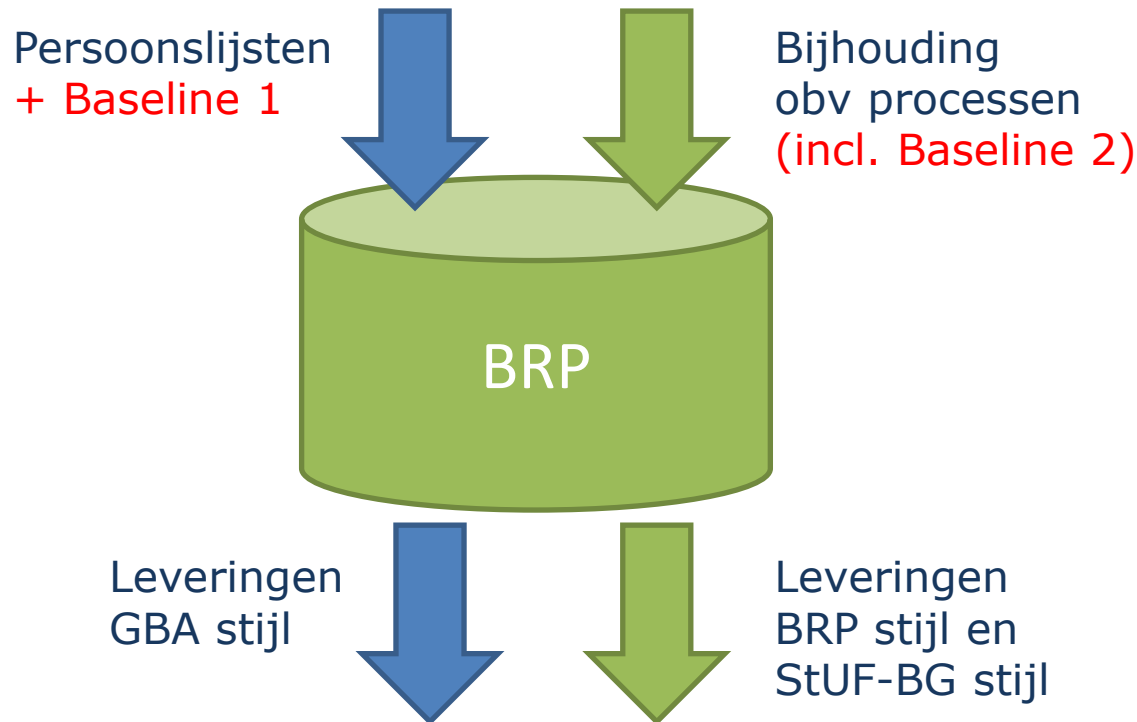 Persoonslijsten
+ Baseline 1
Bijhouding
obv processen
(incl. Baseline 2)
BRP
Leveringen
GBA stijl
Leveringen
BRP stijl en
StUF-BG stijl